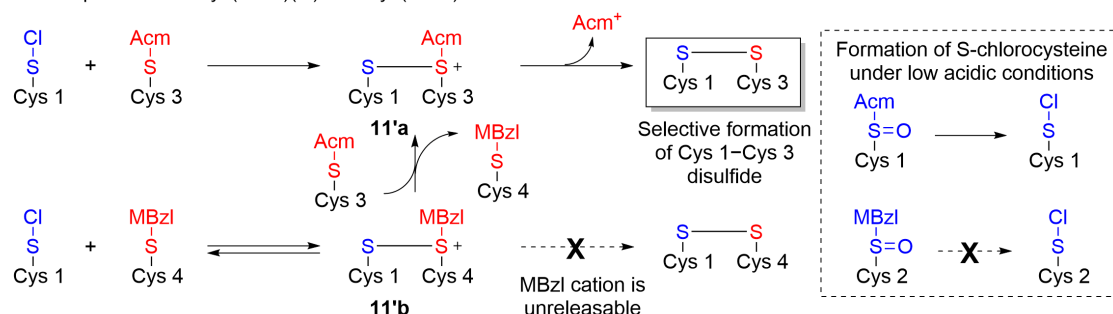 Cl
S
Cys 1
+
Acm
S
Cys 3
S
Cys 1
Acm
S+
Cys 3
11'a
Acm+
S
Cys 1
S
Cys 3
Selective formation
of Cys 1−Cys 3
disulfide
Acm
S
Cys 3
MBzl
S
Cys 4
Cl
S
Cys 1
+
MBzl
S
Cys 4
S
Cys 1
MBzl
S+
Cys 4
11'b
X
MBzl cation is
unreleasable
S
Cys 1
S
Cys 4
Formation of S-chlorocysteine
under low acidic conditions
Acm
S=O
Cys 1
Cl
S
Cys 1
MBzl
S=O
Cys 2
X
Cl
S
Cys 2